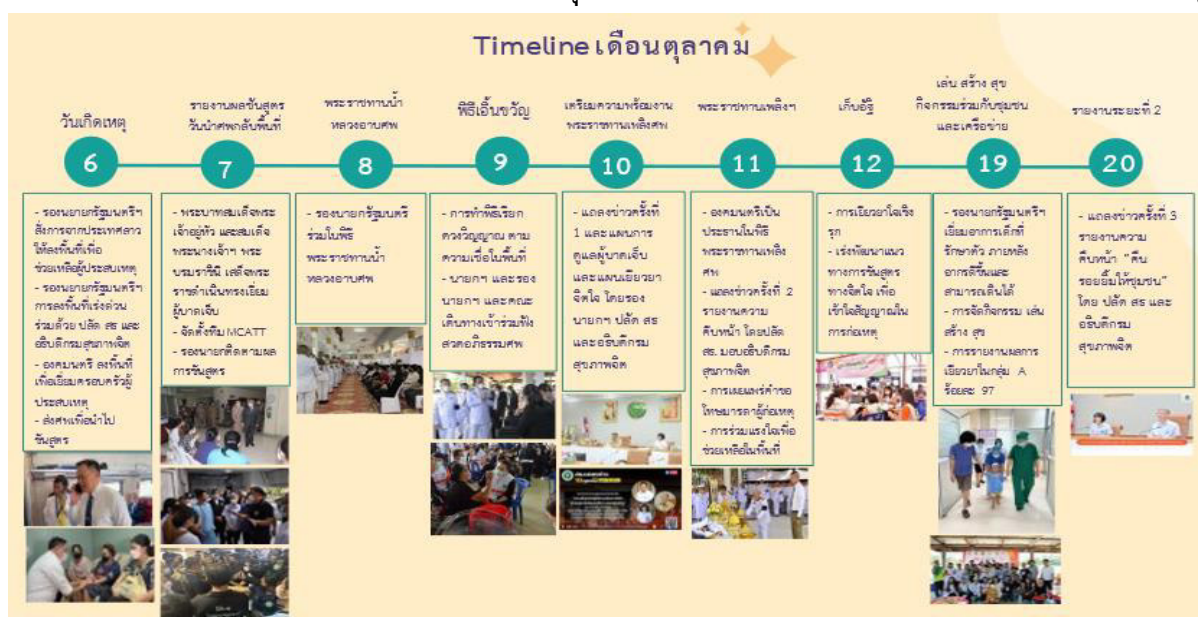 Timeline เดือนตุลาคม
วันเกิดเหตุ
6
- รองนายกรัฐมนตรีฯ
สั่งการจากประเทศลาว
ให้ลงพื้นที่เพื่อ
ช่วยเหลือผู้ประสบเหตุ
- รองนายกรัฐมนตรีฯ
การลงพื้นที่เร่งด่วน
ร่วมด้วย ปลัด สธ และ
อธิบดีกรมสุขภาพจิต
- องคมนตรี ลงพื้นที่
เพื่อเยี่ยมครอบครัวผู้
ประสบเหตุ
- ส่งศพเพื่อนำไป
ชันสูตร
รายงานผลชันสูตร
วันนำศพกลับพื้นที่
7
- พระบาทสมเด็จพระ
เจ้าอยู่หัว และสมเด็จ
พระนางเจ้าฯ พระ
บรมราชินี เสด็จพระ
ราชดำเนินทรงเยี่ยม
ผู้บาดเจ็บ
- จัดตั้งทีม MCATT
- รองนายกติดตามผล
การชันสูตร
พระราชทานน้ำ
หลวงอาบศพ
8
- รองนายกรัฐมนตรี
ร่วมในพิธี
พระราชทานน้ำ
หลวงอาบศพ
พิธีเอิ้นขวัญ
9
- การทำพิธีเรียก
ดวงวิญญาณ ตาม
ความเชื่อในพื้นที่
- นายกฯ และรอง
นายกฯ และคณะ
เดินทางเข้าร่วมฟัง
สวดอภิธรรมศพ
เตรียมความพร้อมงาน
พระราชทานเพลิงศพ
10
- แถลงข่าวครั้งที่
1 และแผนการ
ดูแลผู้บาดเจ็บ
และแผนเยียวยา
จิตใจ โดยรอง
นายกฯ ปลัด สธ
และอธิบดีกรม
สุขภาพจิต
พระราชทานเพลิงฯ
11
- องคมนตรีเป็น
ประธานในพิธี
พระราชทานเพลิง
ศพ
- แถลงข่าวครั้งที่ 2
รายงานความ
คืบหน้า โดยปลัด
สธ. มอบอธิบดีกรม
สุขภาพจิต
- การเผยแพร่คำขอ
โทษมารดาผู้ก่อเหตุ
- การร่วมแรงใจเพื่อ
ช่วยเหลือในพื้นที่
เก็บอัฐิ
12
- การเยียวยาใจเชิง
รุก
- เร่งพัฒนาแนว
ทางการชันสูตร
ทางจิตใจ เพื่อ
เข้าใจสัญญาณใน
การก่อเหตุ
เล่น สร้าง สุข
กิจกรรมร่วมกับชุมชน
และเครือข่าย
19
- รองนายกรัฐมนตรีฯ
เยี่ยมอาการเด็กที่
รักษาตัว ภายหลัง
อาการดีขึ้นและ
สามารถเดินได้
- การจัดกิจกรรม เล่น
สร้าง สุข
- การรายงานผลการ
เยียวยาในกลุ่ม A
ร้อยละ 97
รายงานระยะที่ 2
20
- แถลงข่าวครั้งที่ 3
รายงานความ
คืบหน้า "คืน
รอยยิ้มให้ชุมชน"
โดย ปลัด สธ และ
อธิบดีกรม
สุขภาพจิต